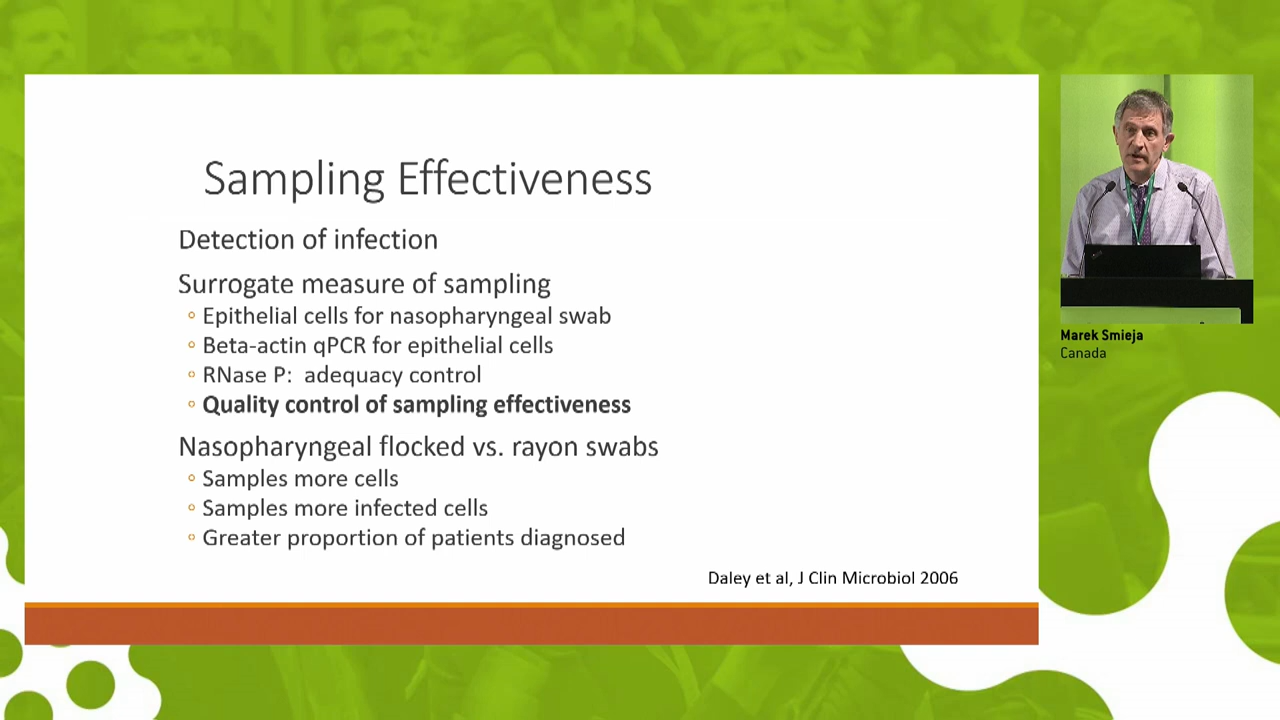 Sampling Effectiveness
Detection of infection
Surrogate measure of sampling
◦ Epithelial cells for nasopharyngeal swab
◦ Beta-actin qPCR for epithelial cells
◦ RNase P: adequacy control
◦ Quality control of sampling effectiveness
Nasopharyngeal flocked vs. rayon swabs
◦ Samples more cells
◦ Samples more infected cells
◦ Greater proportion of patients diagnosed
Daley et al, J Clin Microbiol 2006
Marek Smieja
Canada